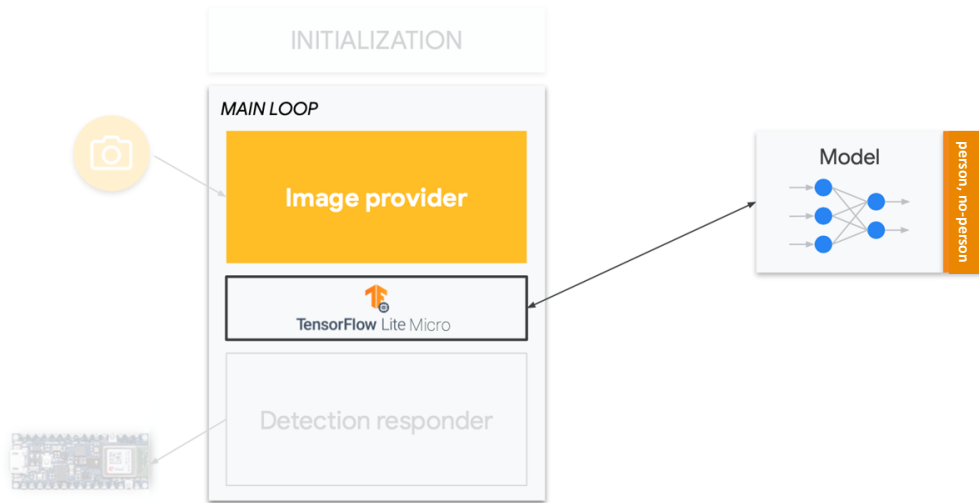 INITIALIZATION
MAIN LOOP
Image provider
TensorFlow Lite Micro
Detection responder
Model
person, no-person